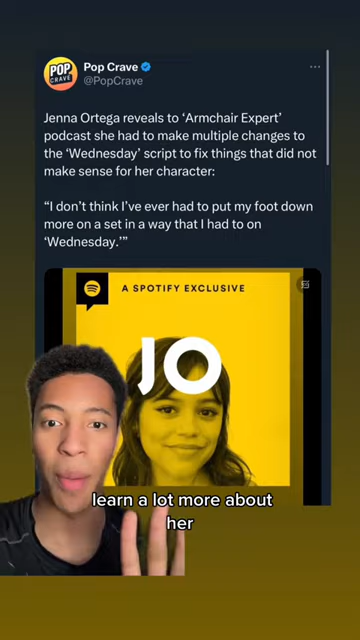 POP
CRAVE
Pop Crave
@PopCrave
Jenna Ortega reveals to ‘Armchair Expert’
podcast she had to make multiple changes to
the ‘Wednesday’ script to fix things that did not
make sense for her character:
“I don’t think I’ve ever had to put my foot down
more on a set in a way that I had to on
‘Wednesday.’”
A SPOTIFY EXCLUSIVE
JO
learn a lot more about
her